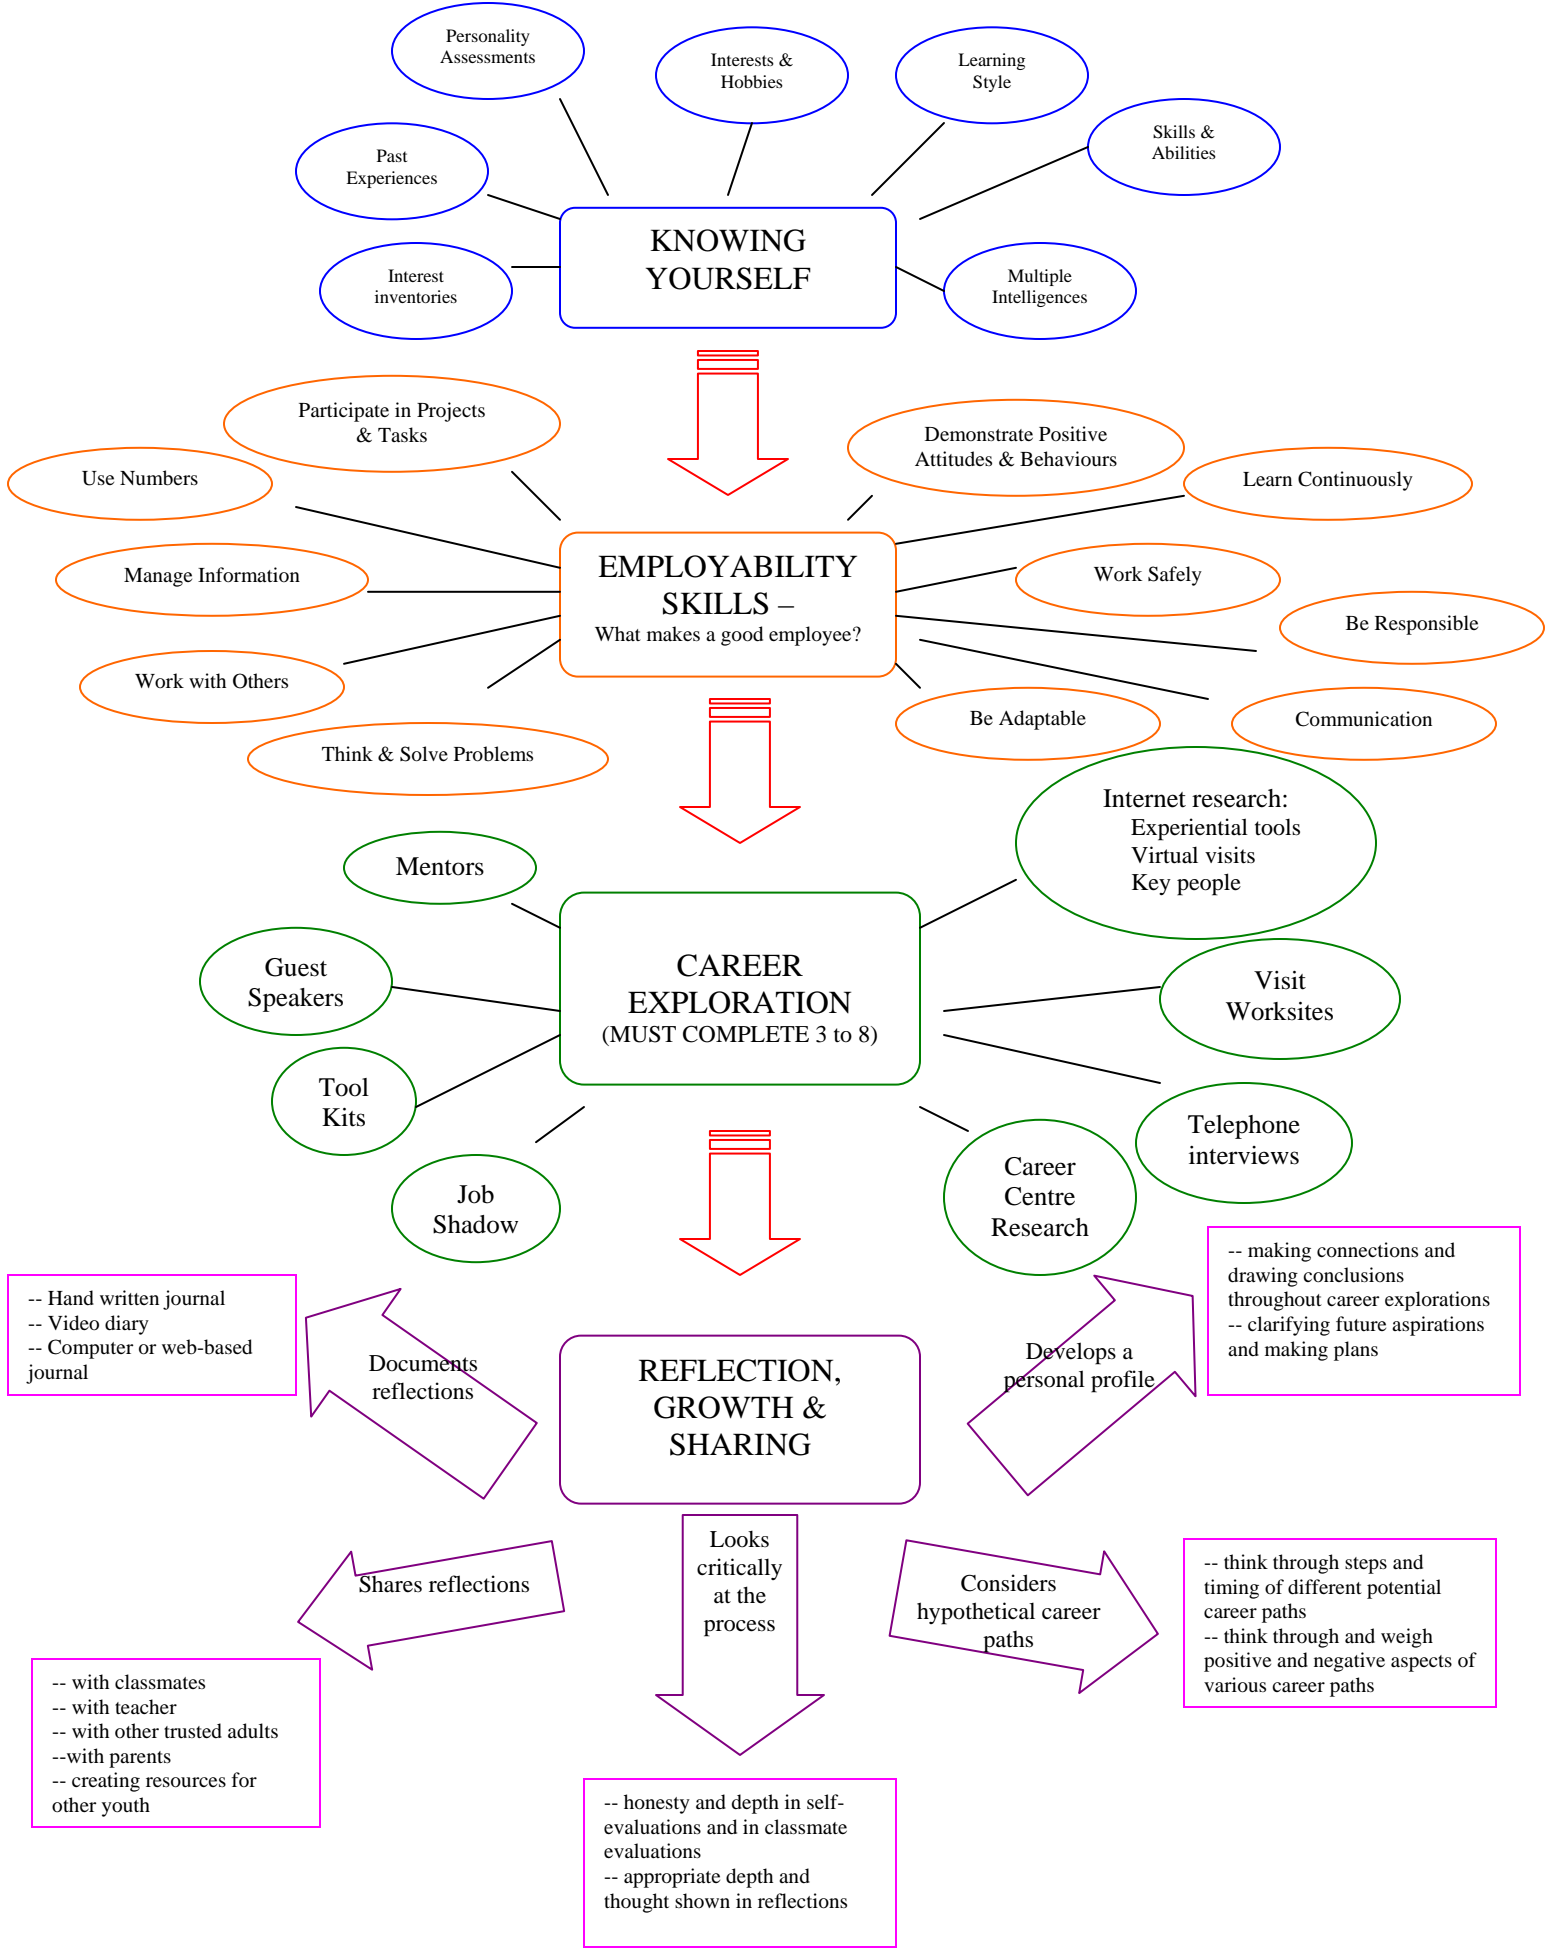 Personality
Assessments
Interests &
Hobbies
Learning
Style
Skills &
Abilities
Past
Experiences
Interest
inventories
KNOWING
YOURSELF
Multiple
Intelligences
Participate in Projects
& Tasks
Demonstrate Positive
Attitudes & Behaviours
Use Numbers
Learn Continuously
Manage Information
EMPLOYABILITY
SKILLS –
What makes a good employee?
Work Safely
Be Responsible
Work with Others
Be Adaptable
Communication
Think & Solve Problems
Internet research:
Experiential tools
Virtual visits
Key people
Mentors
Guest
Speakers
CAREER
EXPLORATION
(MUST COMPLETE 3 to 8)
Visit
Worksites
Tool
Kits
Telephone
interviews
Job
Shadow
Career
Centre
Research
-- Hand written journal
-- Video diary
-- Computer or web-based
journal
Documents
reflections
REFLECTION,
GROWTH &
SHARING
Develops a
personal profile
-- making connections and
drawing conclusions
throughout career explorations
-- clarifying future aspirations
and making plans
Shares reflections
Looks
critically
at the
process
Considers
hypothetical career
paths
-- think through steps and
timing of different potential
career paths
-- think through and weigh
positive and negative aspects of
various career paths
-- with classmates
-- with teacher
-- with other trusted adults
--with parents
-- creating resources for
other youth
-- honesty and depth in self-
evaluations and in classmate
evaluations
-- appropriate depth and
thought shown in reflections